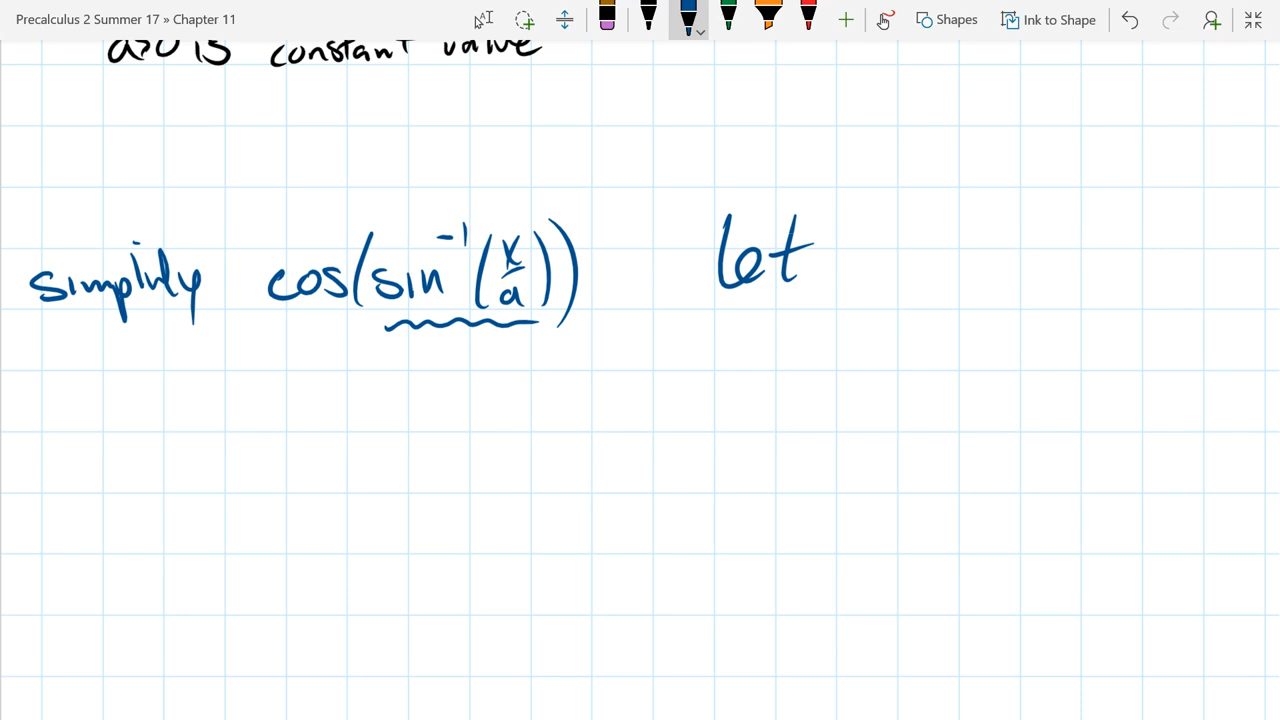 Precalculus 2 Summer 17 » Chapter 11
Shapes
Ink to Shape
a>0 is constant value
simplify cos(sin⁻¹(x/a)) let